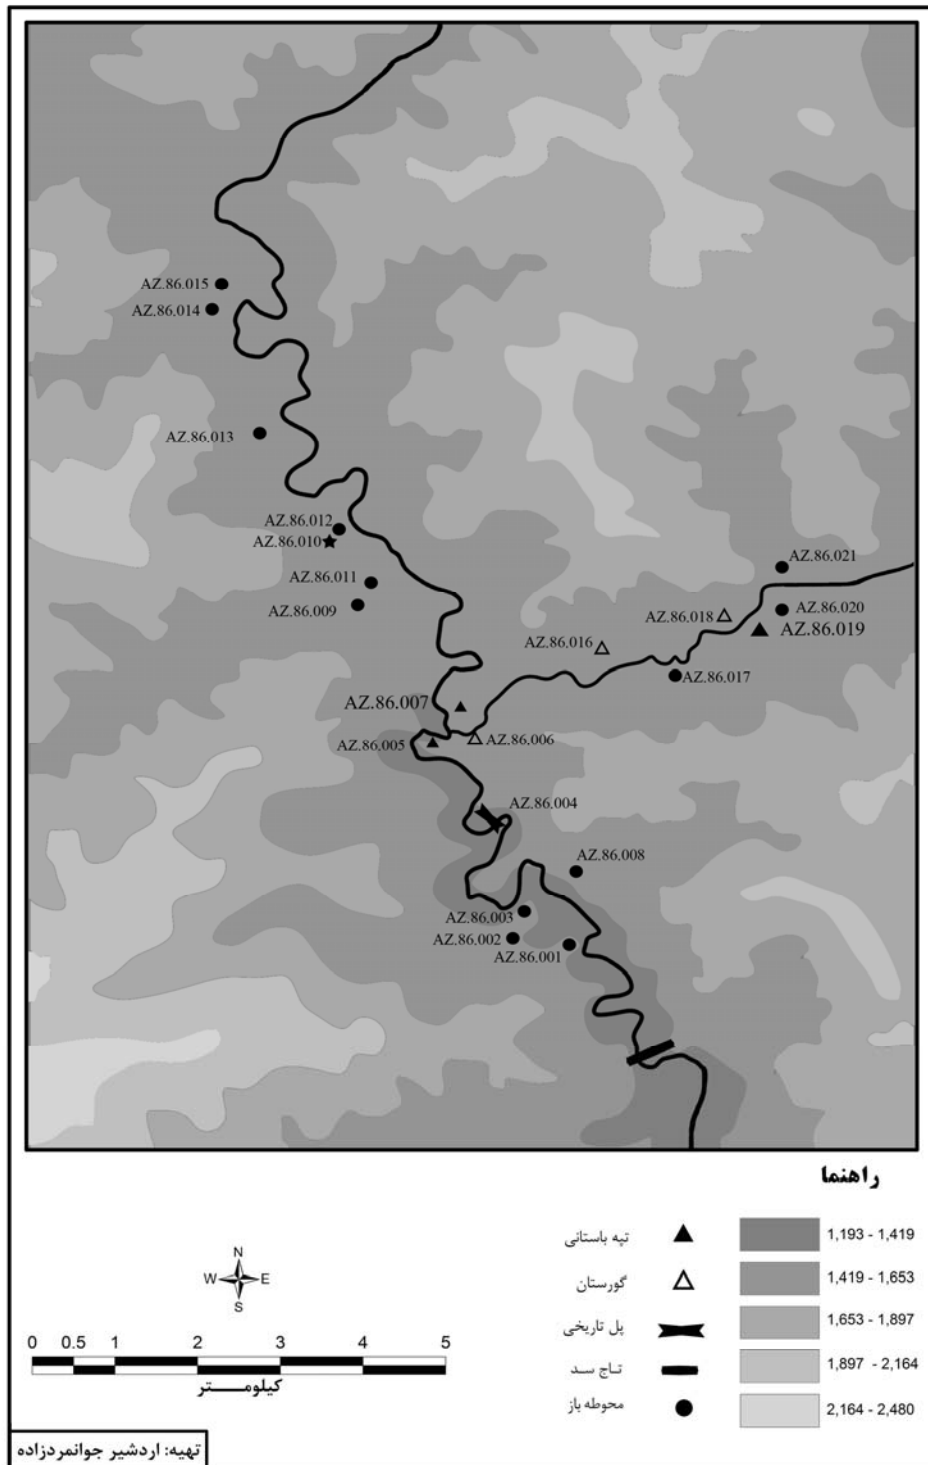 AZ.86.015
AZ.86.014
AZ.86.013
AZ.86.012
AZ.86.010
AZ.86.011
AZ.86.009
AZ.86.021
AZ.86.020
AZ.86.018
AZ.86.019
AZ.86.016
AZ.86.017
AZ.86.007
AZ.86.005
AZ.86.006
AZ.86.004
AZ.86.008
AZ.86.003
AZ.86.002
AZ.86.001
راهنما
تپه باستانی
1,193 - 1,419
گورستان
1,419 - 1,653
پل تاریخی
1,653 - 1,897
تاج سد
1,897 - 2,164
محوطه باز
2,164 - 2,480
N
W E
S
0 0.5 1 2 3 4 5
کیلومتر
تهیه: اردشیر جوانمردزاده